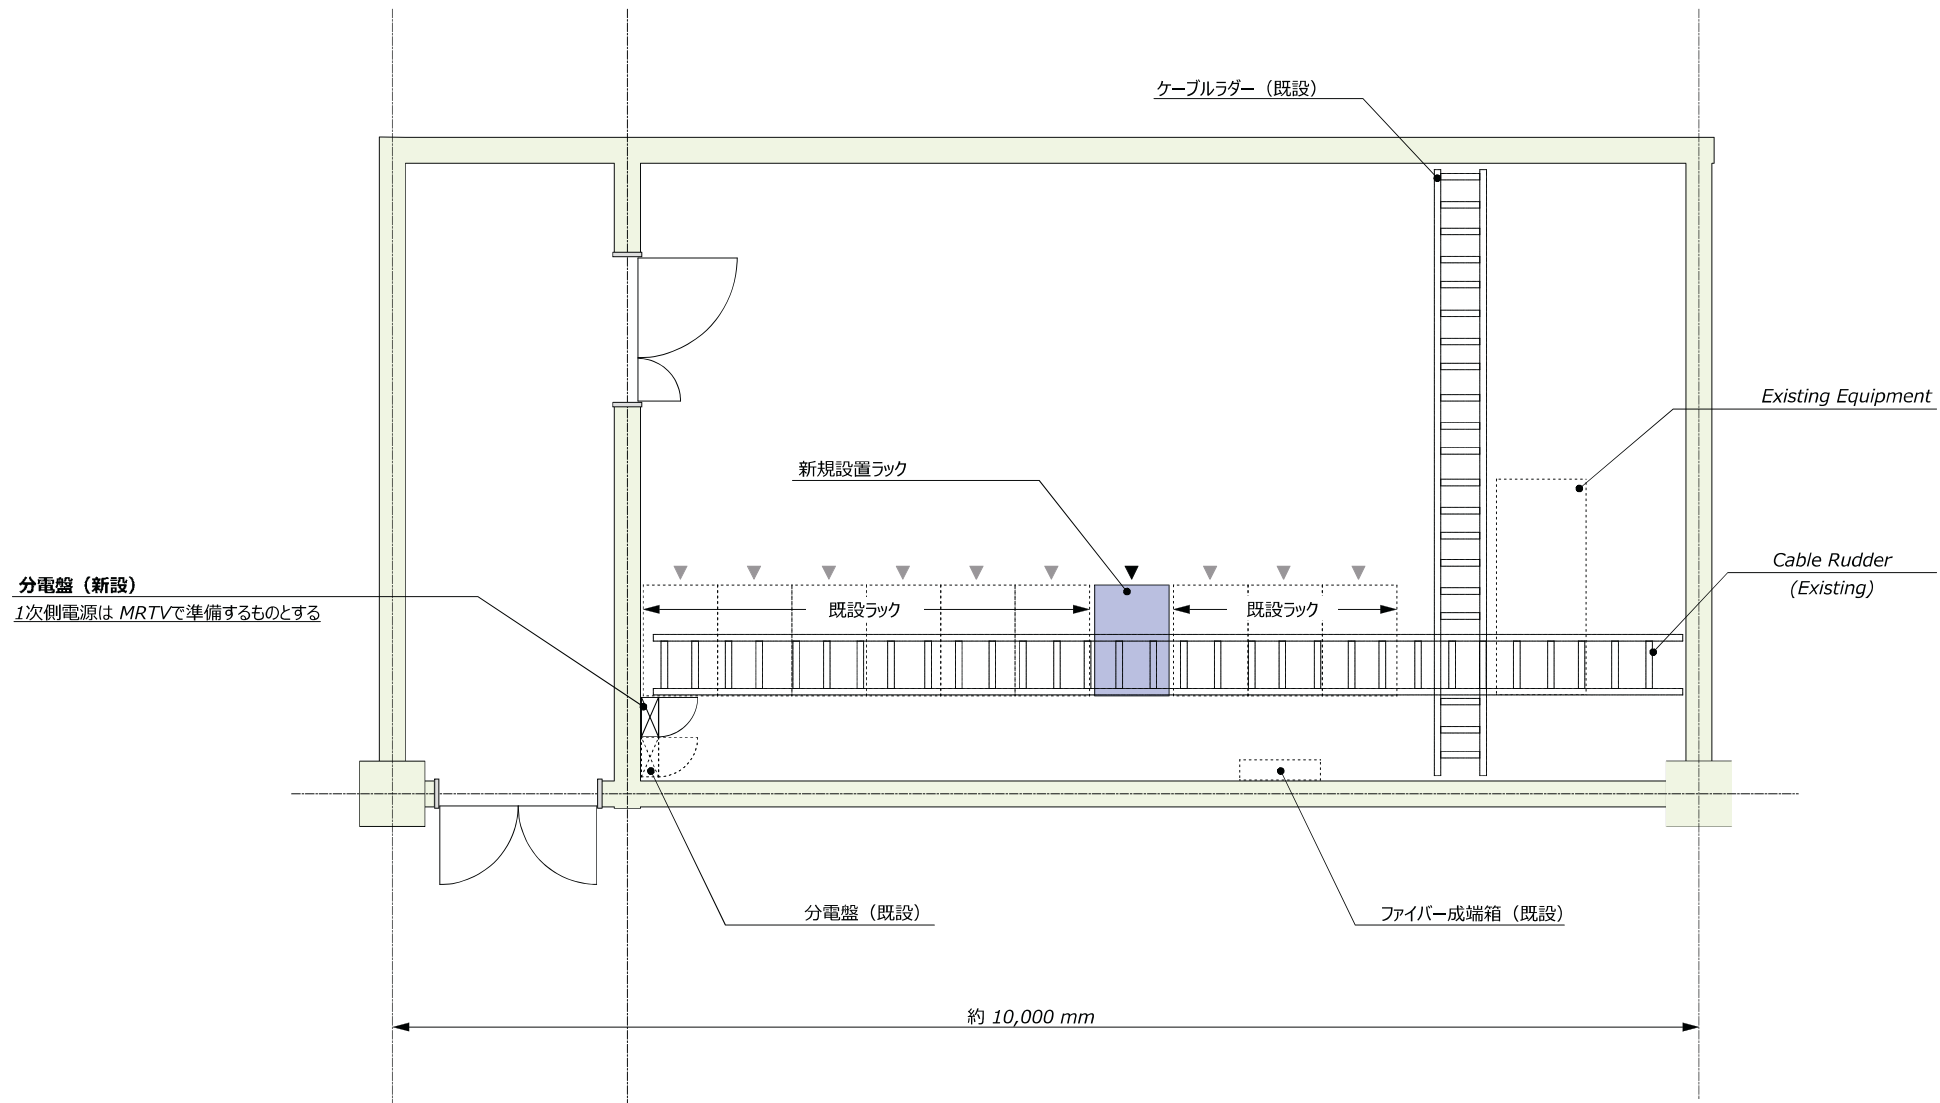 ケーブルラダー（既設）
Existing Equipment
新規設置ラック
Cable Rudder
(Existing)
分電盤（新設）
1次側電源は MRTVで準備するものとする
既設ラック
既設ラック
分電盤（既設）
ファイバー成端箱（既設）
約 10,000 mm